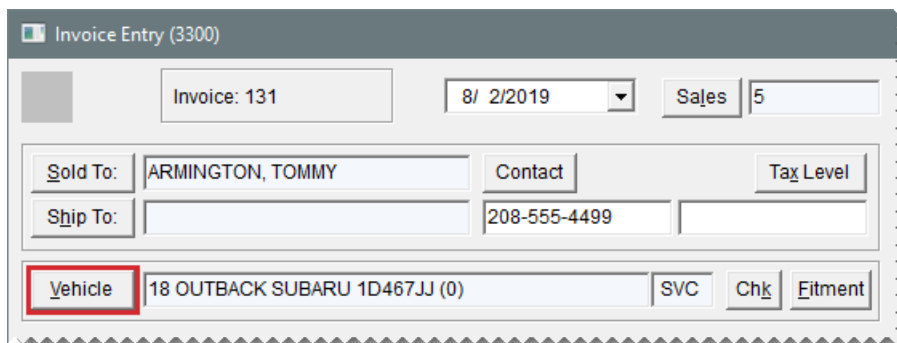 Invoice Entry (3300)
Invoice: 131 8/ 2/2019 Sales 5
Sold To: ARMINGTON, TOMMY Contact Tax Level
Ship To: 208-555-4499
Vehicle 18 OUTBACK SUBARU 1D467JJ (0) SVC Chk Fitment